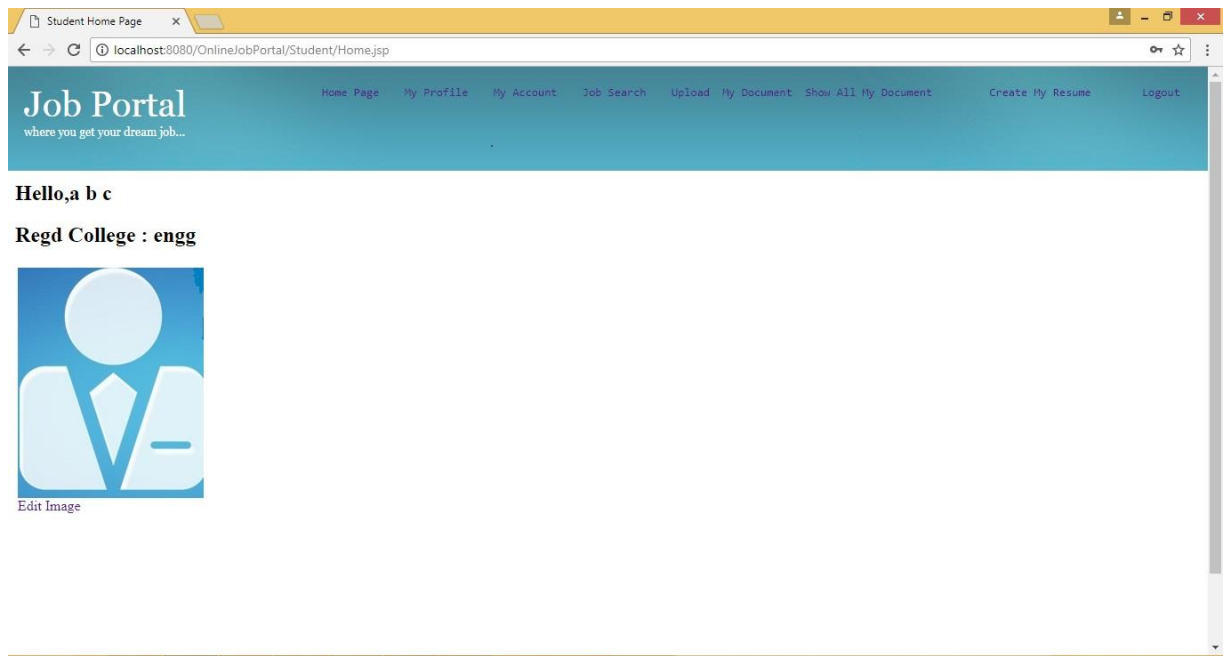 Student Home Page
localhost:8080/OnlineJobPortal/Student/Home.jsp
Job Portal
where you get your dream job...
Home Page My Profile My Account Job Search Upload My Document Show All My Document Create My Resume Logout
Hello,a b c
Regd College : engg
Edit Image